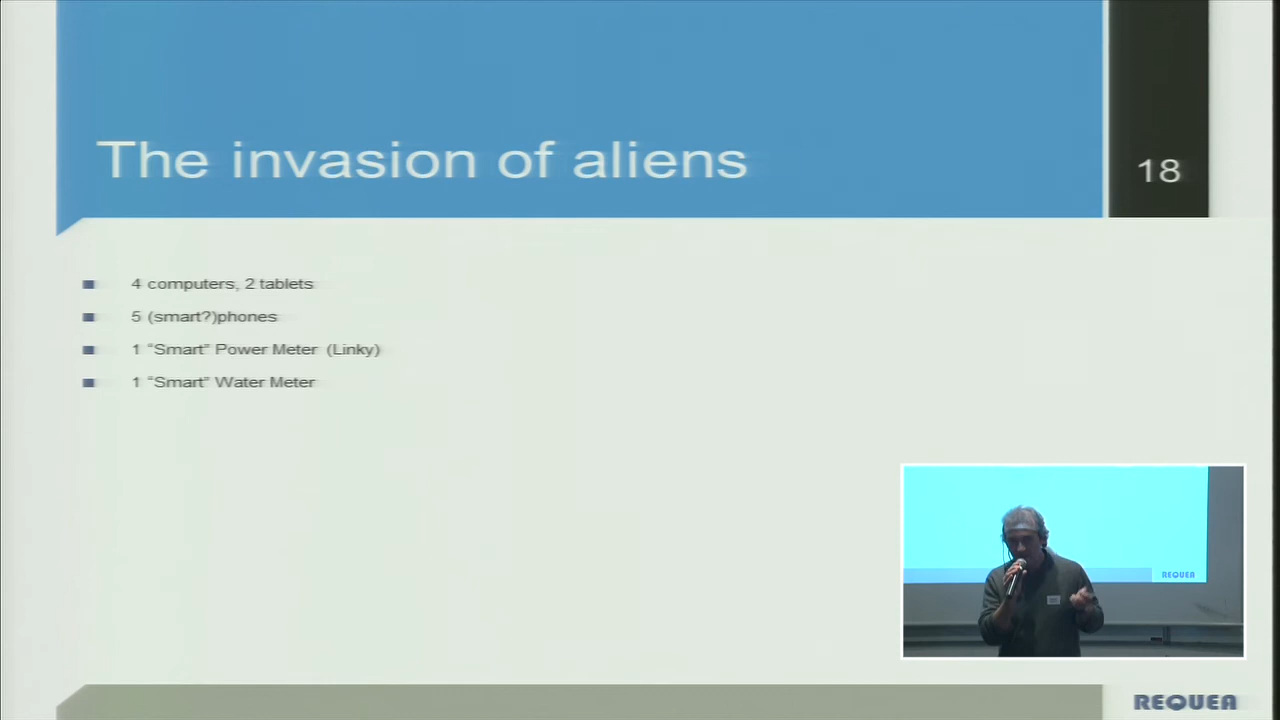 The invasion of aliens
18
4 computers, 2 tablets
5 (smart?)phones
1 “Smart” Power Meter (Linky)
1 “Smart” Water Meter
REQUEA
REQUEA